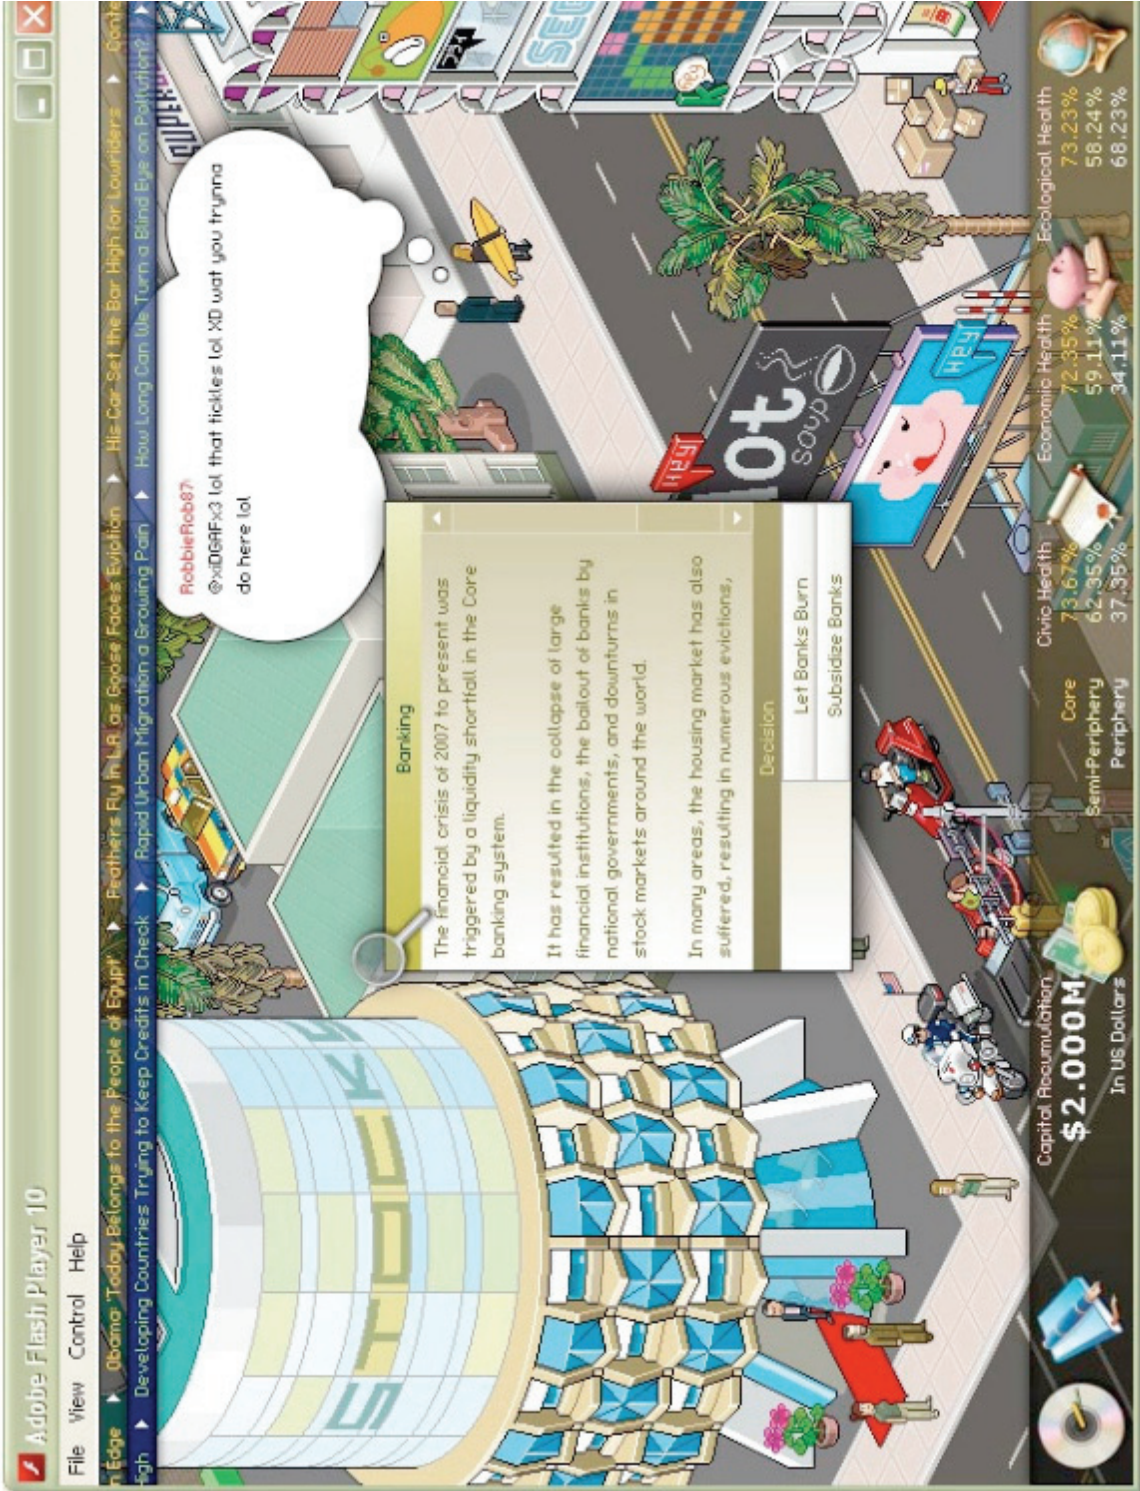 Adobe Flash Player 10
File View Control Help
n Edge Obama: 'Today Belongs to the People of Egypt' Feathers Fly in L.A. as Goose Faces Eviction His Car Set the Bar High for Lowriders Conte
igh Developing Countries Trying to Keep Credits in Check Rapid Urban Migration a Growing Pain How Long Can We Turn a Blind Eye on Pollution?
RobbieRob87:
@xiDGAFx3 lol that tickles lol XD wat you trynna
do here lol
STOCKS
SEG
Banking
The financial crisis of 2007 to present was
triggered by a liquidity shortfall in the Core
banking system.
It has resulted in the collapse of large
financial institutions, the bailout of banks by
national governments, and downturns in
stock markets around the world.
In many areas, the housing market has also
suffered, resulting in numerous evictions,
Decision
Let Banks Burn
Subsidize Banks
Hey
Hot
soup
Hey
Capital Accumulation
$2.000M
In US Dollars
Civic Health Economic Health Ecological Health
Core 73.67% 72.35% 73.23%
Semi-Periphery 62.35% 59.11% 58.24%
Periphery 37.35% 34.11% 68.23%